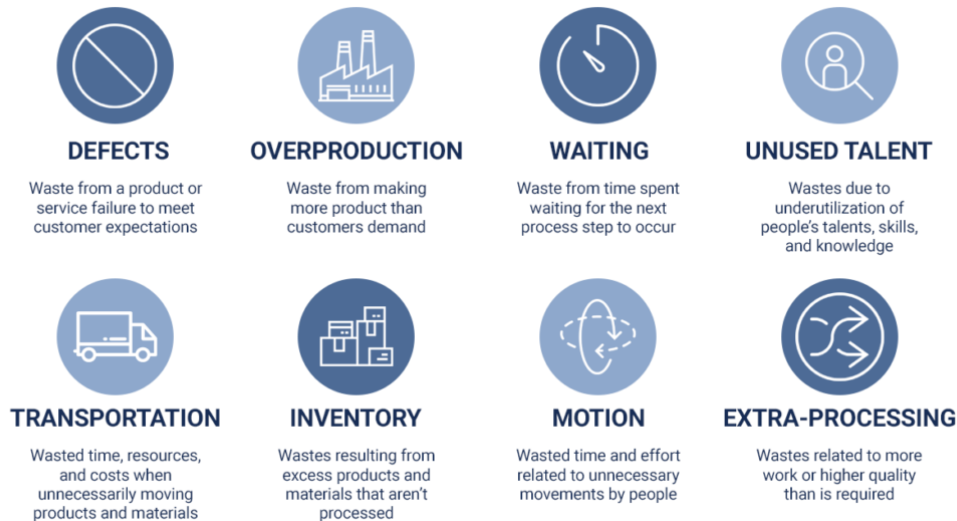 DEFECTS
Waste from a product or
service failure to meet
customer expectations
OVERPRODUCTION
Waste from making
more product than
customers demand
WAITING
Waste from time spent
waiting for the next
process step to occur
UNUSED TALENT
Wastes due to
underutilization of
people's talents, skills,
and knowledge
TRANSPORTATION
Wasted time, resources,
and costs when
unnecessarily moving
products and materials
INVENTORY
Wastes resulting from
excess products and
materials that aren't
processed
MOTION
Wasted time and effort
related to unnecessary
movements by people
EXTRA-PROCESSING
Wastes related to more
work or higher quality
than is required